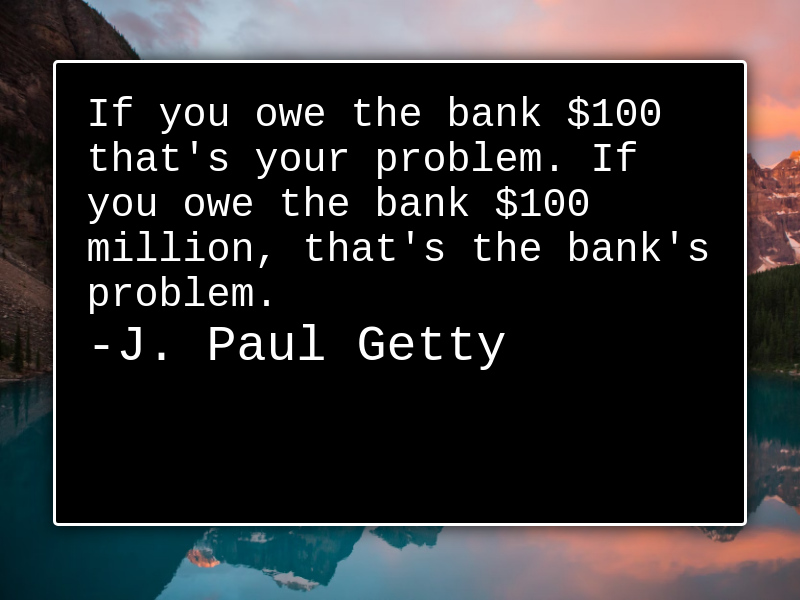 If you owe the bank $100
that's your problem. If
you owe the bank $100
million, that's the bank's
problem.
-J. Paul Getty